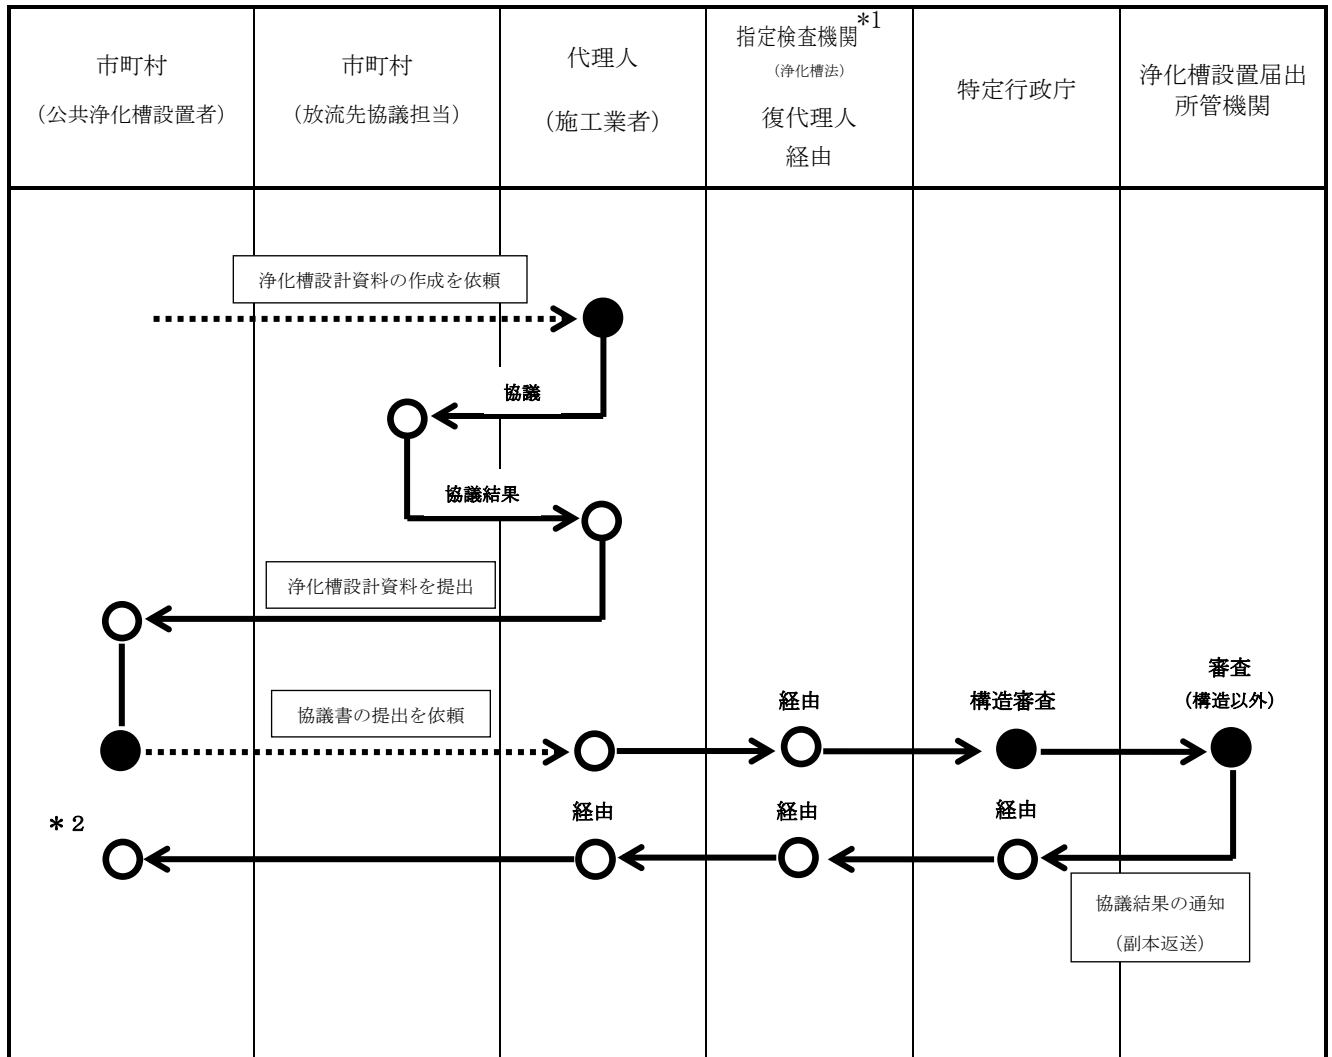 市町村
(公共浄化槽設置者)
市町村
(放流先協議担当)
代理人
(施工業者)
指定検査機関*1
(浄化槽法)
復代理人
経由
特定行政庁
浄化槽設置届出
所管機関
浄化槽設計資料の作成を依頼
協議
協議結果
浄化槽設計資料を提出
協議書の提出を依頼
経由
構造審査
審査
(構造以外)
*2
経由
経由
経由
協議結果の通知
(副本返送)